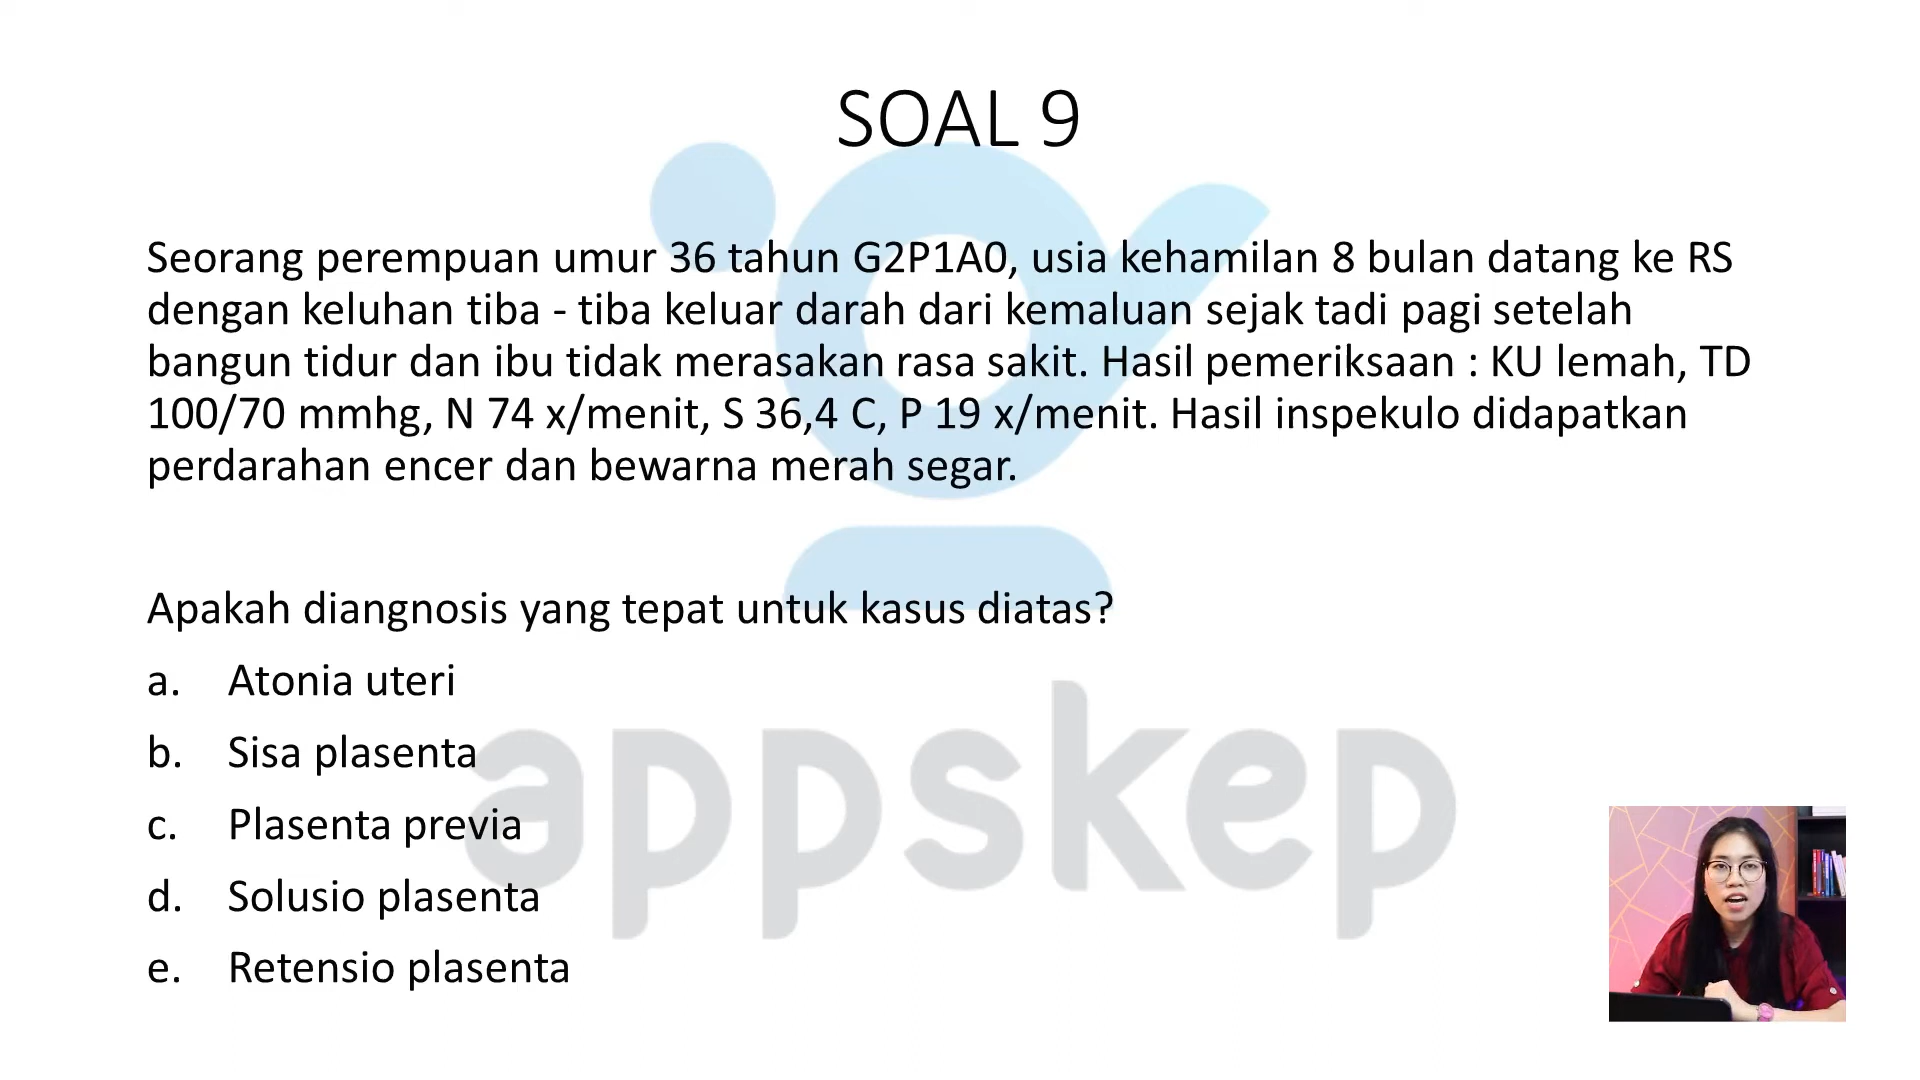 SOAL 9
Seorang perempuan umur 36 tahun G2P1A0, usia kehamilan 8 bulan datang ke RS
dengan keluhan tiba - tiba keluar darah dari kemaluan sejak tadi pagi setelah
bangun tidur dan ibu tidak merasakan rasa sakit. Hasil pemeriksaan : KU lemah, TD
100/70 mmhg, N 74 x/menit, S 36,4 C, P 19 x/menit. Hasil inspekulo didapatkan
perdarahan encer dan bewarna merah segar.
Apakah diangnosis yang tepat untuk kasus diatas?
a. Atonia uteri
b. Sisa plasenta
c. Plasenta previa
d. Solusio plasenta
e. Retensio plasenta
appskep